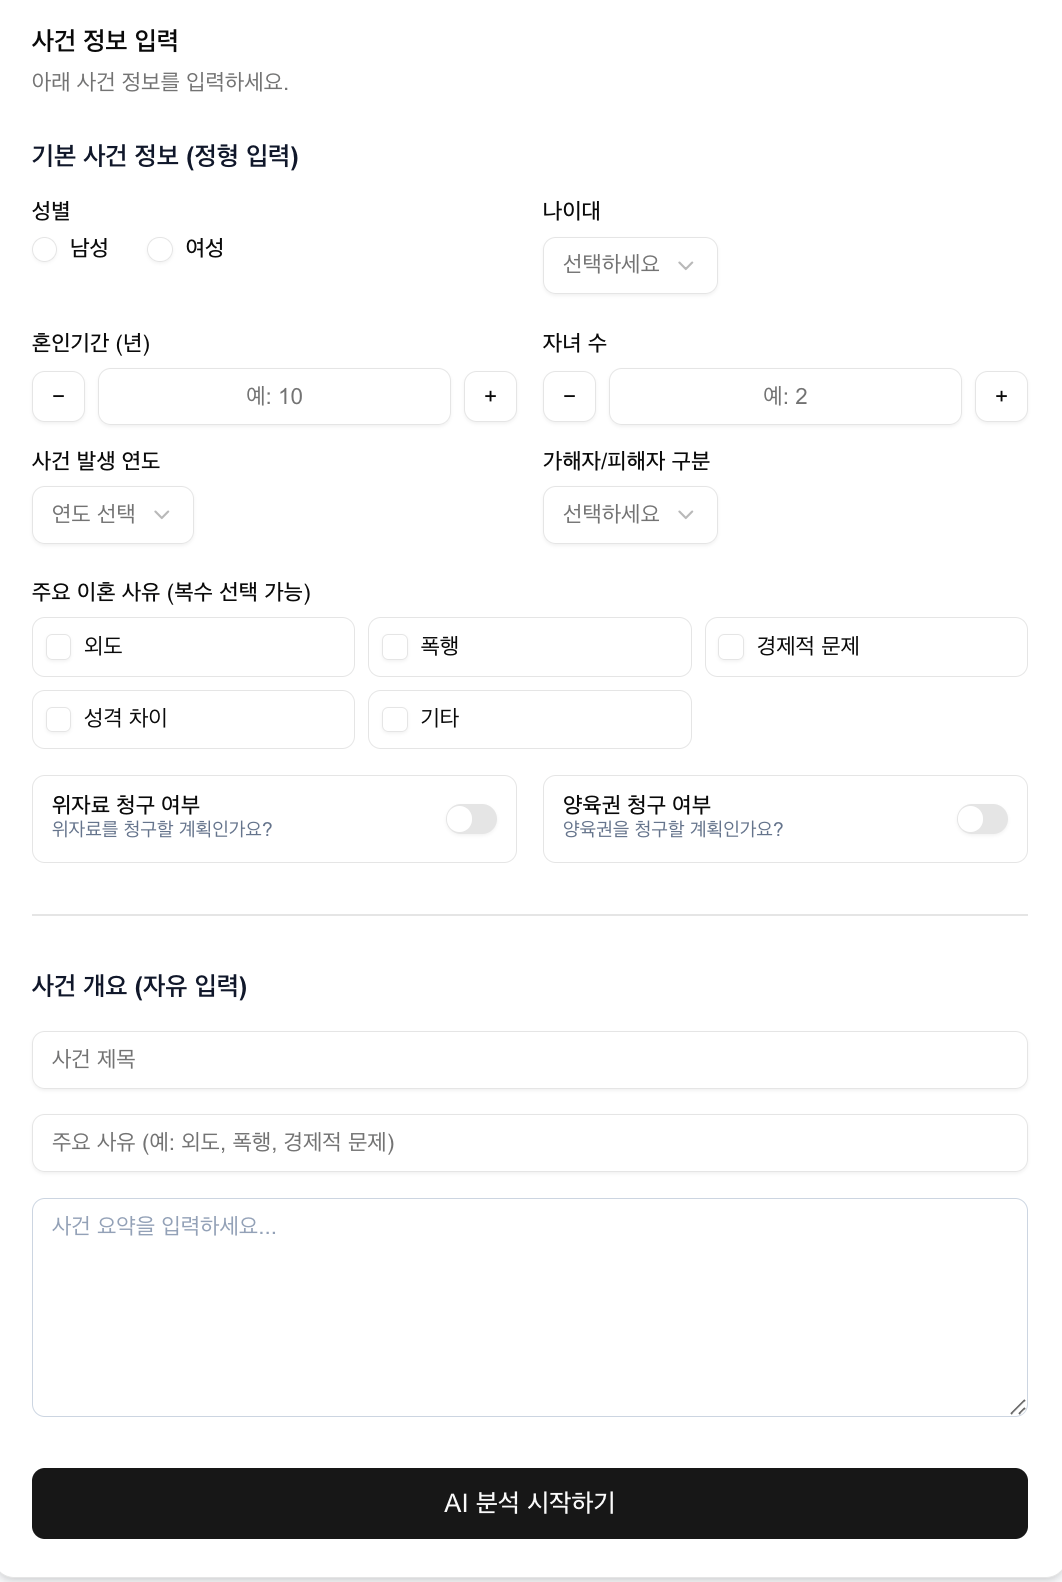 사건 정보 입력
아래 사건 정보를 입력하세요.
기본 사건 정보 (정형 입력)
성별
남성 여성
나이대
선택하세요
혼인기간 (년)
− 예: 10 +
자녀 수
− 예: 2 +
사건 발생 연도
연도 선택
가해자/피해자 구분
선택하세요
주요 이혼 사유 (복수 선택 가능)
외도 폭행 경제적 문제
성격 차이 기타
위자료 청구 여부
위자료를 청구할 계획인가요?
양육권 청구 여부
양육권을 청구할 계획인가요?
사건 개요 (자유 입력)
사건 제목
주요 사유 (예: 외도, 폭행, 경제적 문제)
사건 요약을 입력하세요...
AI 분석 시작하기